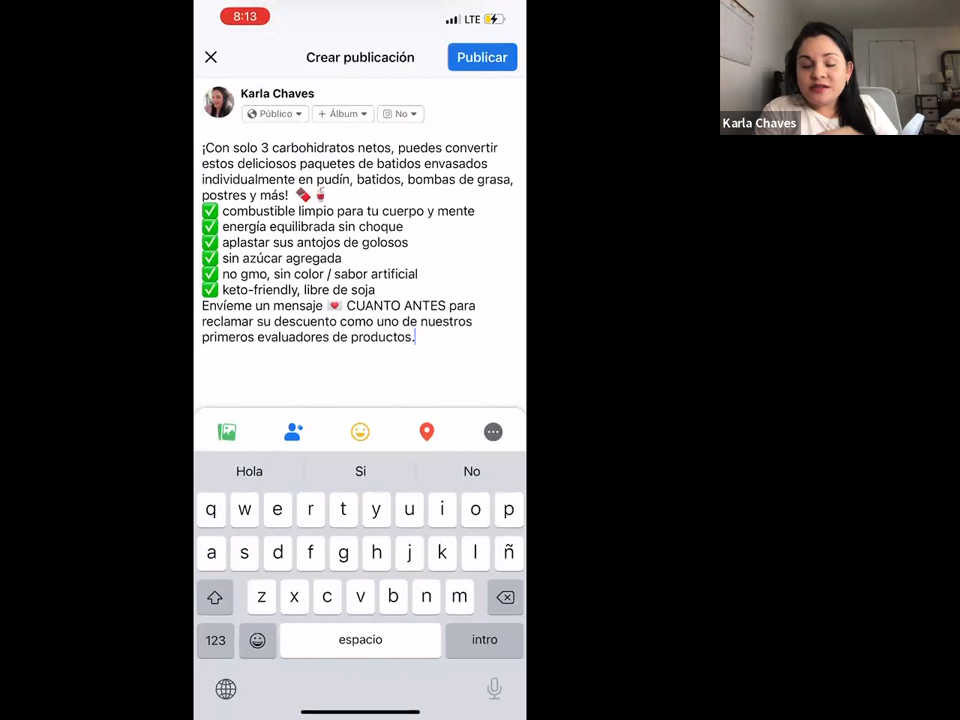 8:13
LTE
Crear publicación
Publicar
Karla Chaves
Público
+ Álbum
No
¡Con solo 3 carbohidratos netos, puedes convertir
estos deliciosos paquetes de batidos envasados
individualmente en pudín, batidos, bombas de grasa,
postres y más! 🍫🥤
✅ combustible limpio para tu cuerpo y mente
✅ energía equilibrada sin choque
✅ aplastar sus antojos de golosos
✅ sin azúcar agregada
✅ no gmo, sin color / sabor artificial
✅ keto-friendly, libre de soja
Envíeme un mensaje 💌 CUANTO ANTES para
reclamar su descuento como uno de nuestros
primeros evaluadores de productos.
Hola
Si
No
q w e r t y u i o p
a s d f g h j k l ñ
z x c v b n m
123
espacio
intro
Karla Chaves